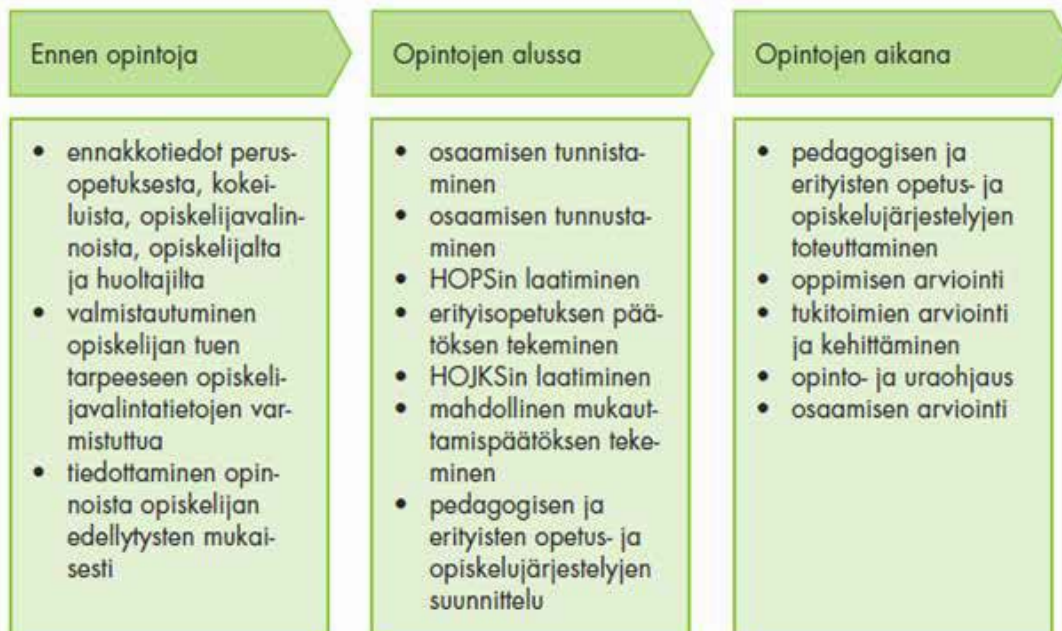 Ennen opintoja
• ennakkotiedot perus-
opetuksesta, kokei-
luista, opiskelijavalin-
noista, opiskelijalta
ja huoltajilta
• valmistautuminen
opiskelijan tuen
tarpeeseen opiskeli-
javalintatietojen var-
mistuttua
• tiedottaminen opin-
noista opiskelijan
edellytysten mukai-
sesti
Opintojen alussa
• osaamisen tunnista-
minen
• osaamisen tunnusta-
minen
• HOPSin laatiminen
• erityisopetuksen pää-
töksen tekeminen
• HOJKSin laatiminen
• mahdollinen mukaut-
tamispäätöksen teke-
minen
• pedagogisen ja
erityisten opetus- ja
opiskelujärjestelyjen
suunnittelu
Opintojen aikana
• pedagogisen ja
erityisten opetus- ja
opiskelujärjestelyjen
toteuttaminen
• oppimisen arviointi
• tukitoimien arviointi
ja kehittäminen
• opinto- ja uraohjaus
• osaamisen arviointi